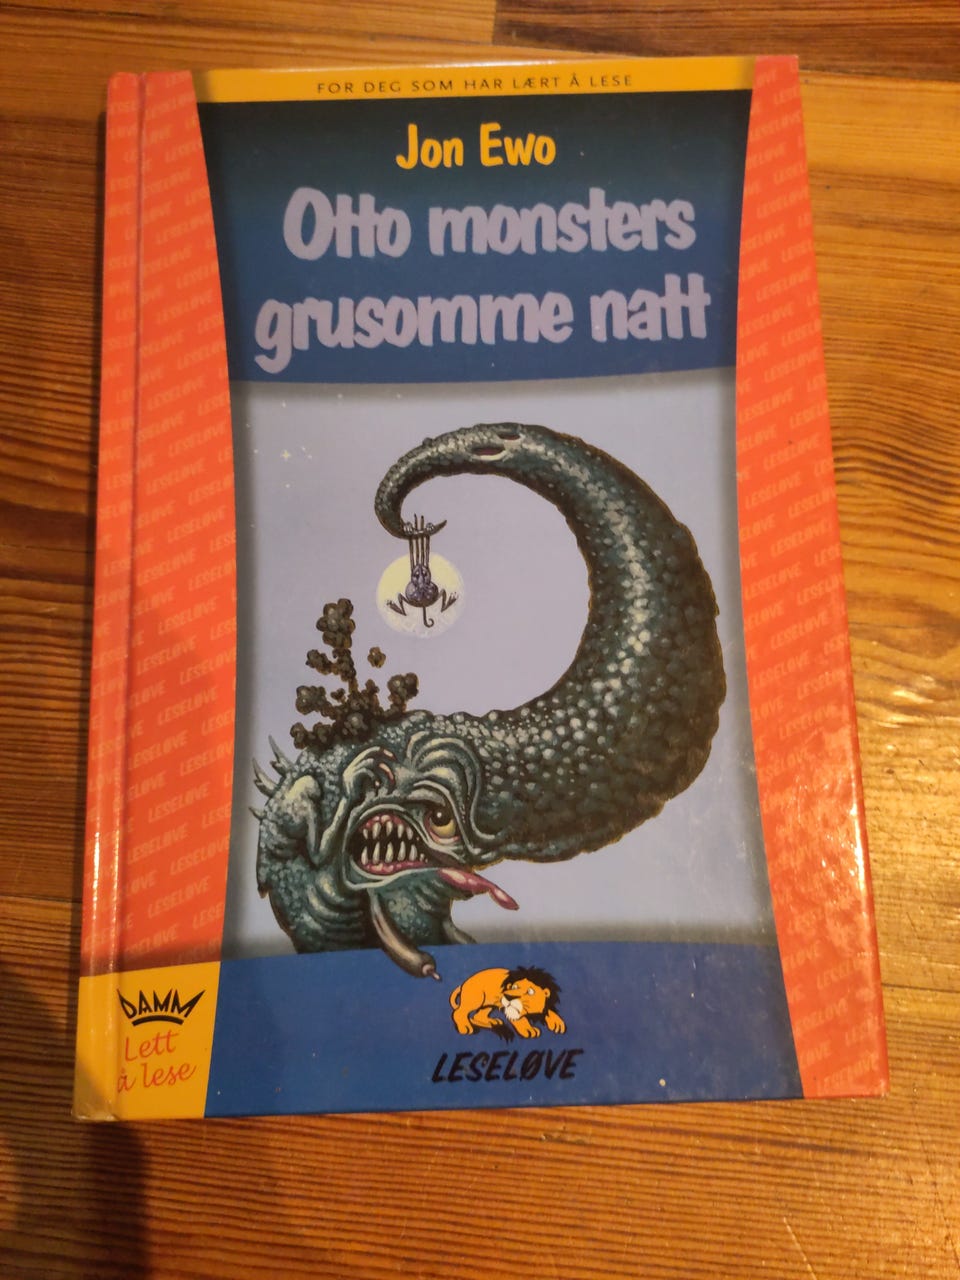 FOR DEG SOM HAR LÆRT Å LESE
Jon Ewo
Otto monsters
grusomme natt
DAMM
Lett
å lese
LESELØVE